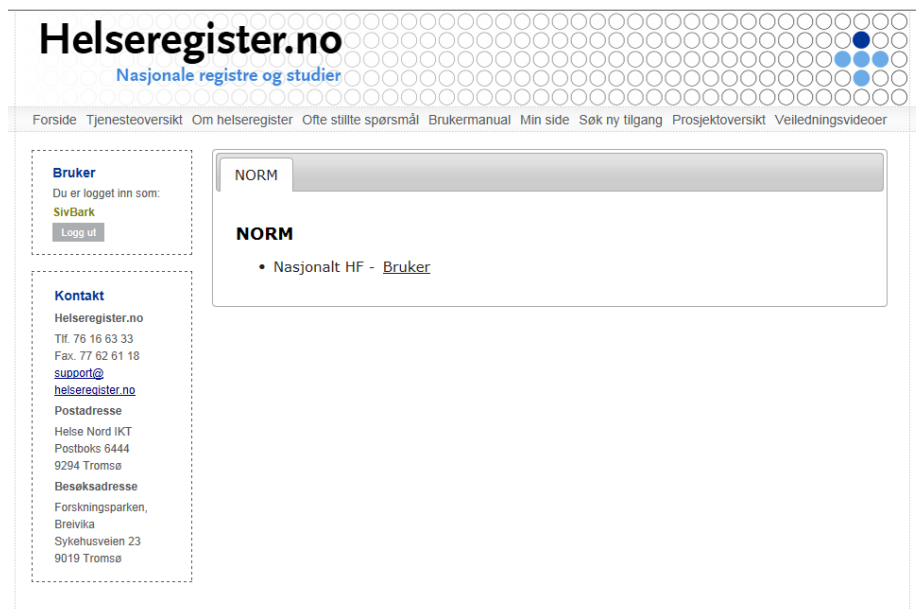 Helseregister.no
Nasjonale registre og studier
Forside Tjenesteoversikt Om helseregister Ofte stillte spørsmål Brukermanual Min side Søk ny tilgang Prosjektoversikt Veiledningsvideoer
Bruker
Du er logget inn som:
SivBark
Logg ut
Kontakt
Helseregister.no
Tlf. 76 16 63 33
Fax. 77 62 61 18
support@
helseregister.no
Postadresse
Helse Nord IKT
Postboks 6444
9294 Tromsø
Besøksadresse
Forskningsparken,
Breivika
Sykehusveien 23
9019 Tromsø
NORM
NORM
• Nasjonalt HF - Bruker